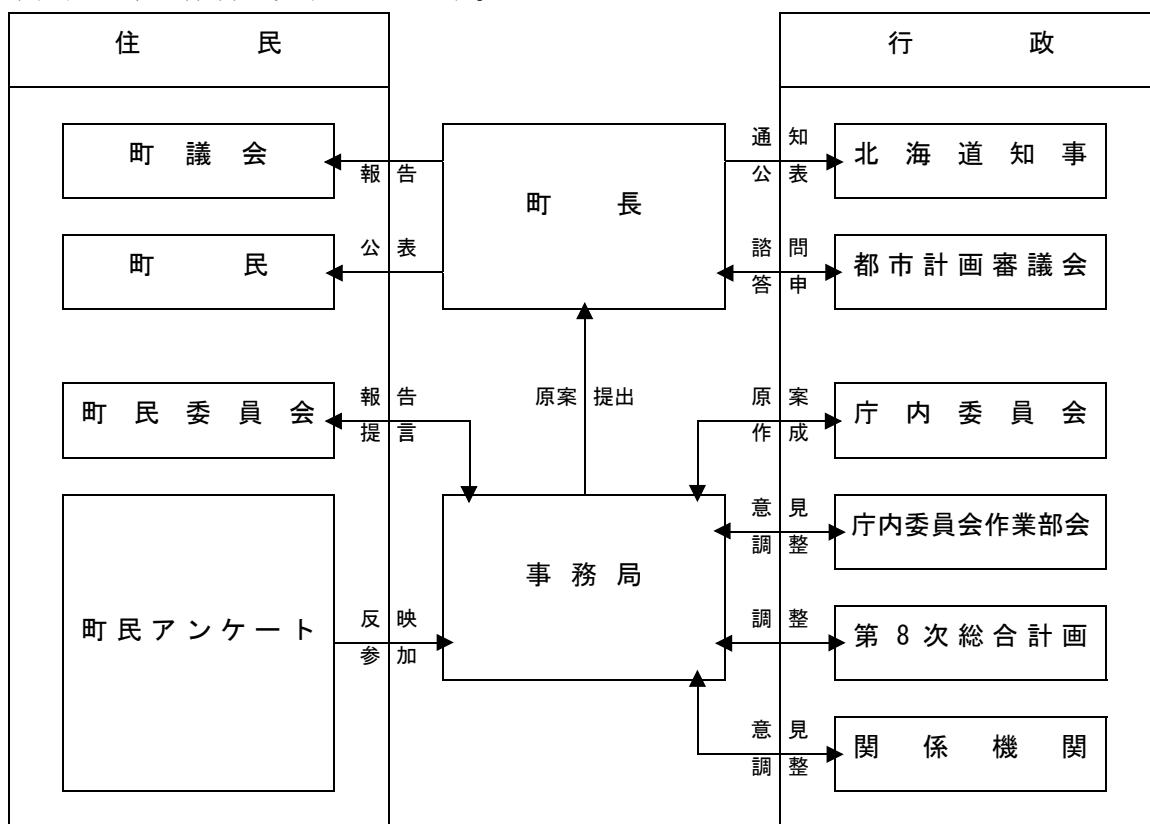 住民
行政
町議会
報告
町長
通知
公表
北海道知事
町民
公表
諮問
答申
都市計画審議会
町民委員会
報告
提言
原案提出
原案
作成
庁内委員会
意見
調整
庁内委員会作業部会
事務局
町民アンケート
反映
参加
調整
第8次総合計画
意見
調整
関係機関